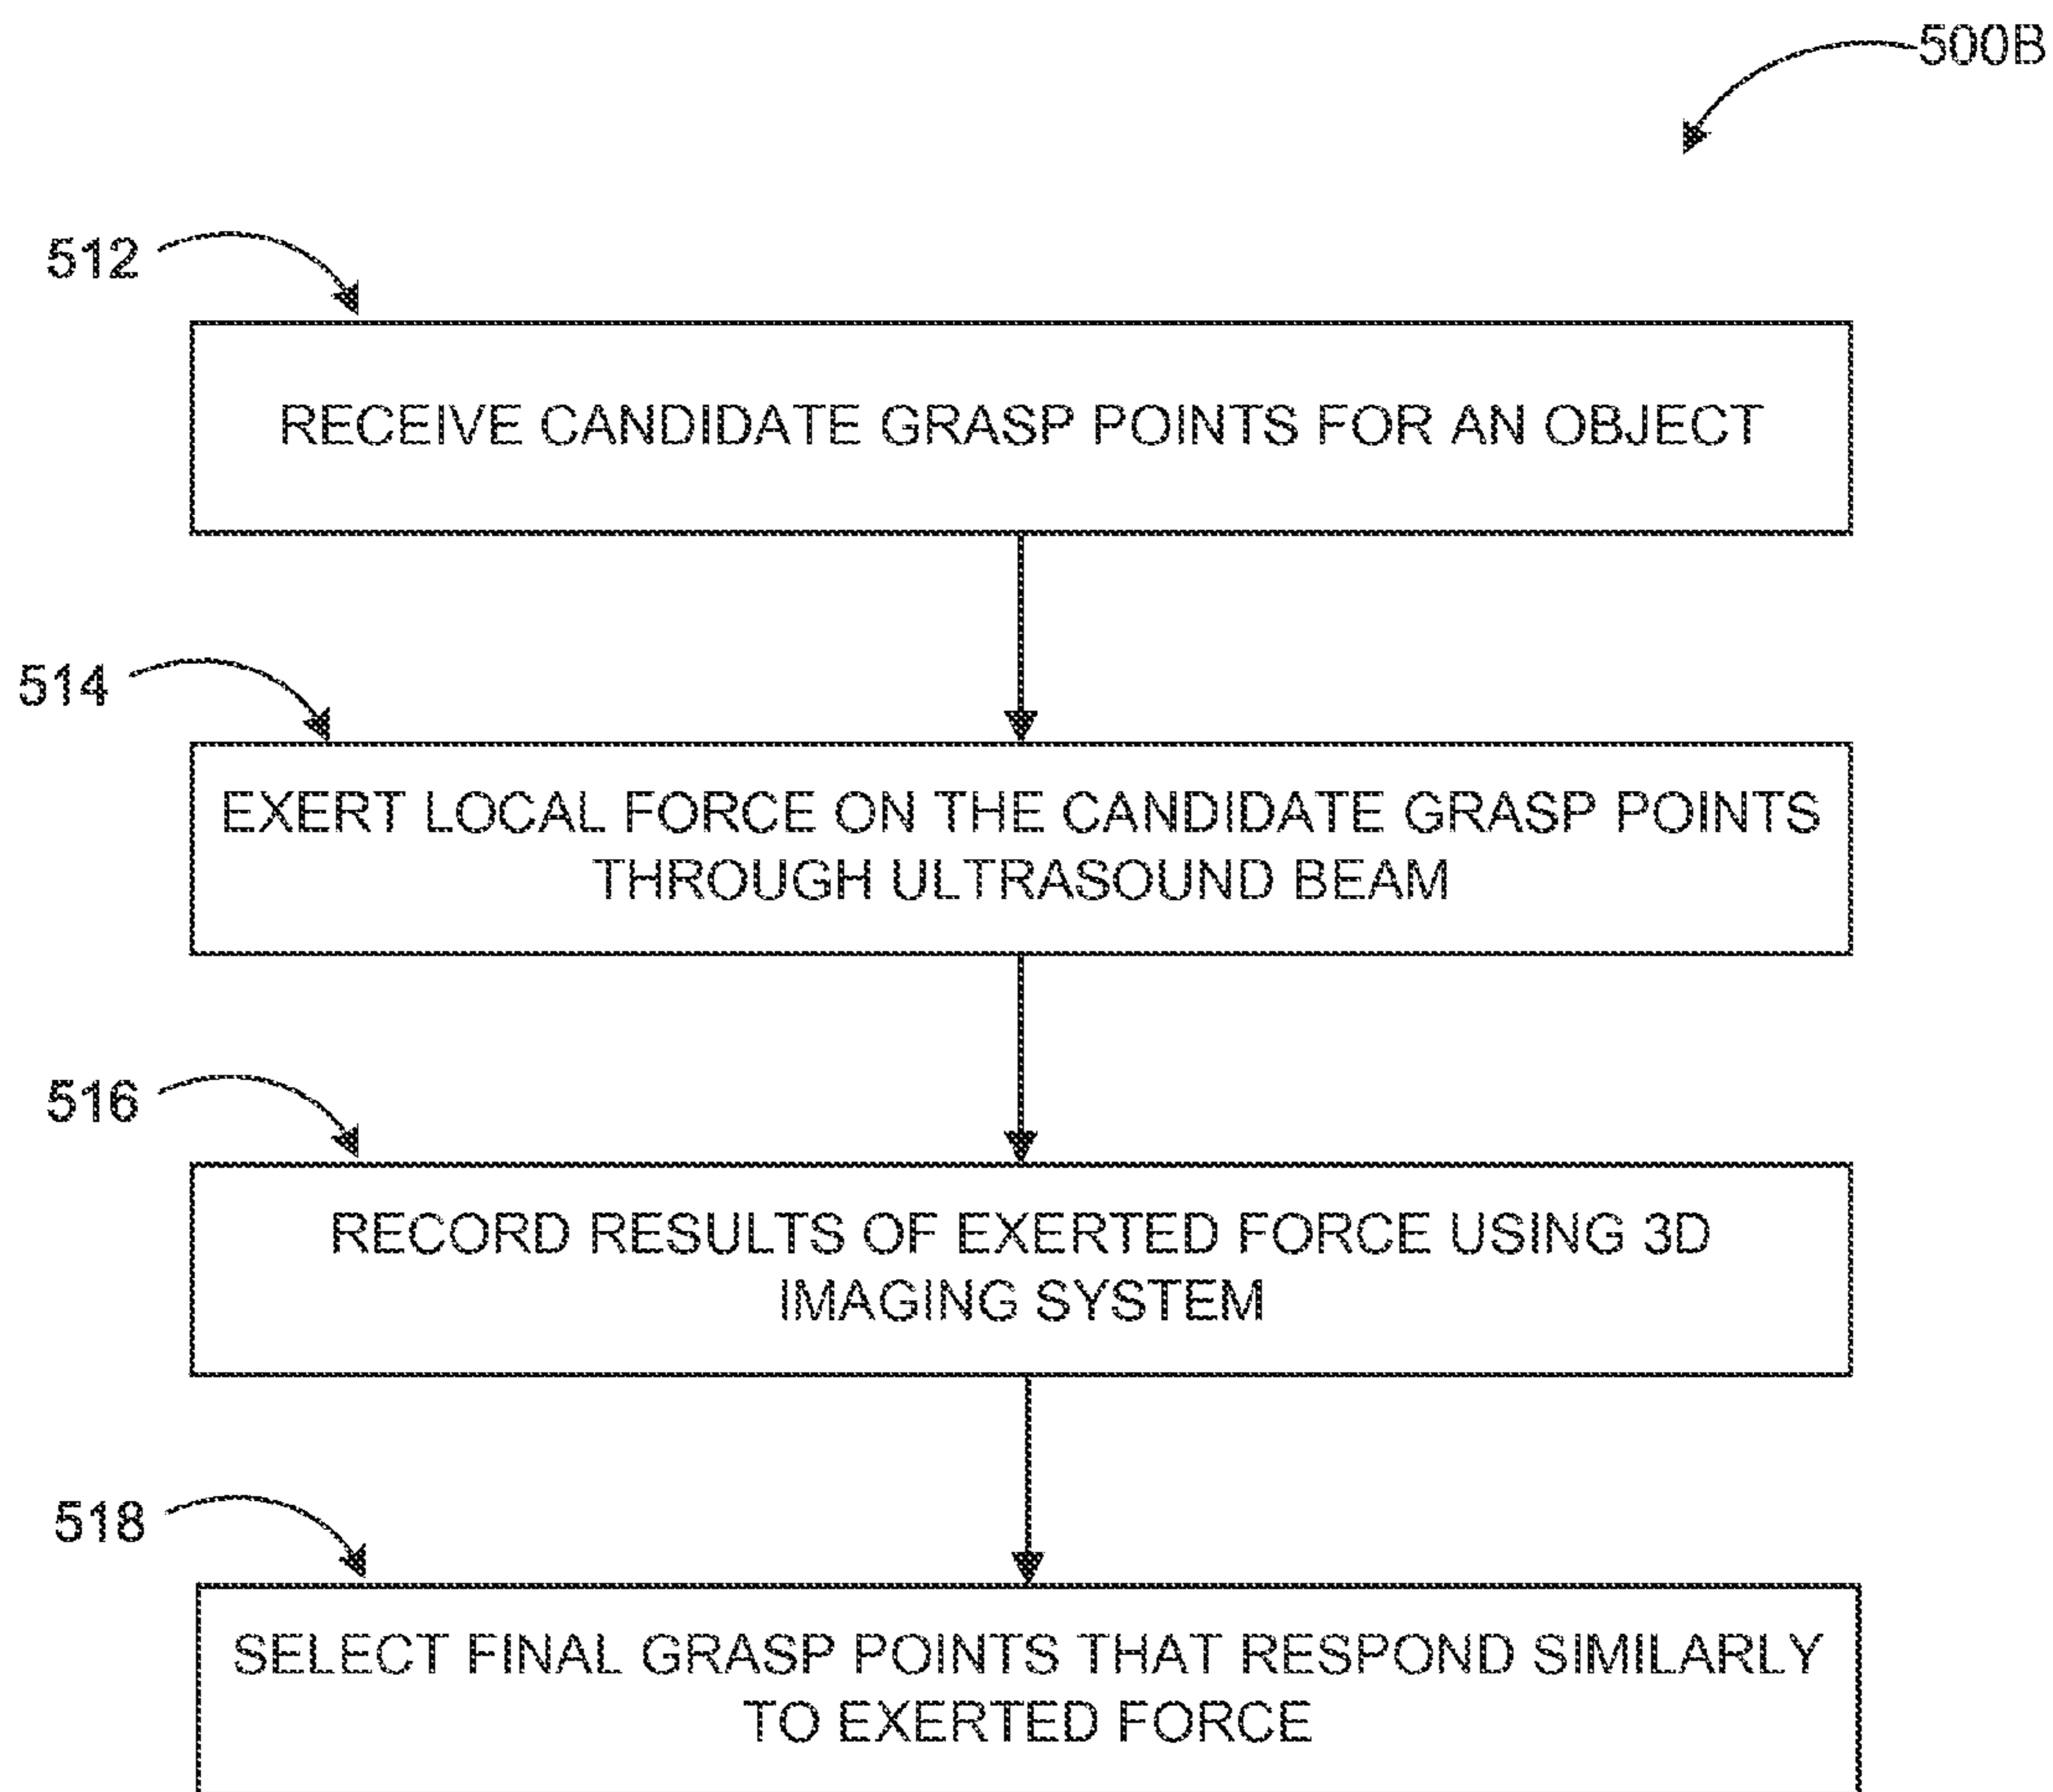 500B
512
RECEIVE CANDIDATE GRASP POINTS FOR AN OBJECT
514
EXERT LOCAL FORCE ON THE CANDIDATE GRASP POINTS
THROUGH ULTRASOUND BEAM
516
RECORD RESULTS OF EXERTED FORCE USING 3D
IMAGING SYSTEM
518
SELECT FINAL GRASP POINTS THAT RESPOND SIMILARLY
TO EXERTED FORCE